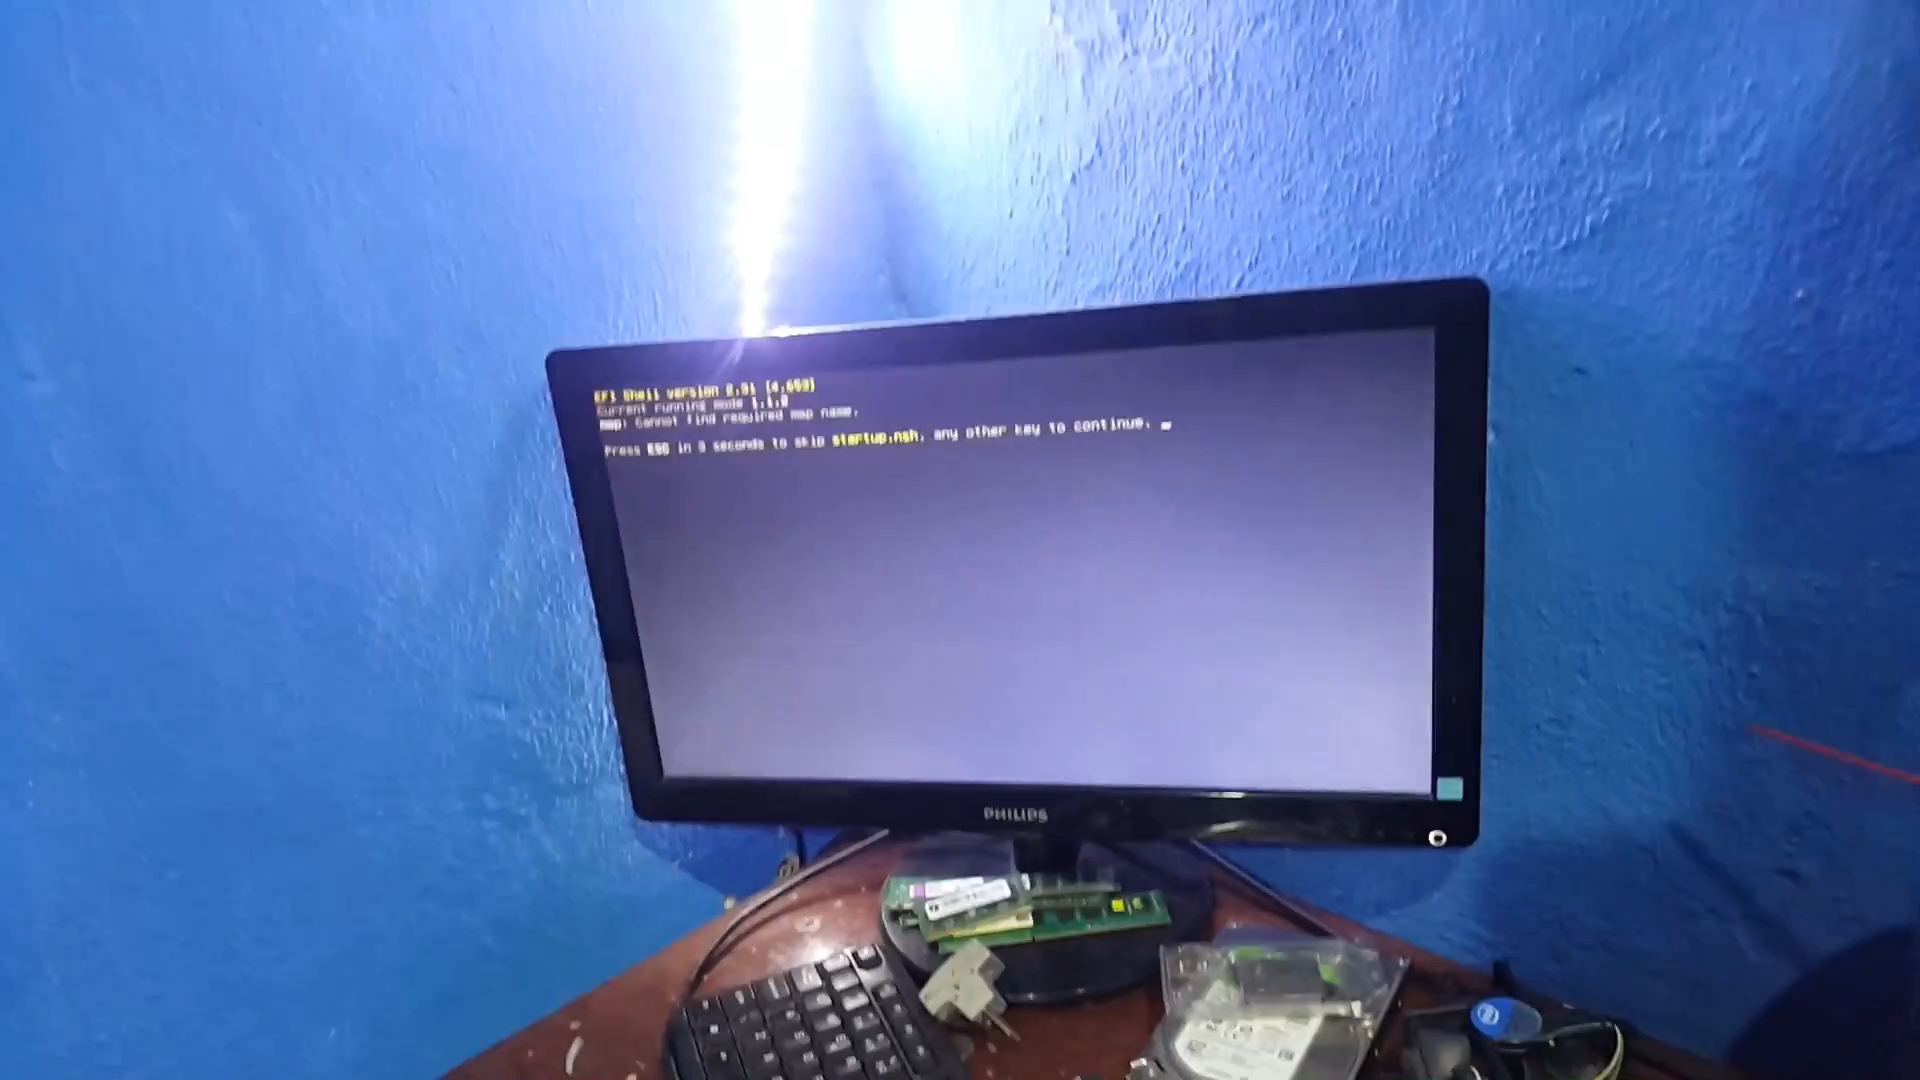 EFI Shell version 2.31 [4.653]
Current running mode 1.1.2
map: Cannot find required map name.
Press ESC in 3 seconds to skip startup.nsh, any other key to continue.
PHILIPS